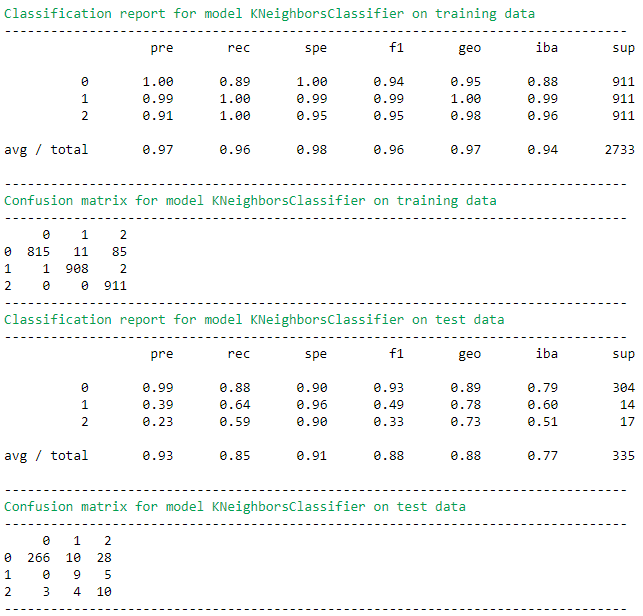 Classification report for model KNeighborsClassifier on training data
--------------------------------------------------------------------------------
pre rec spe f1 geo iba sup
0 1.00 0.89 1.00 0.94 0.95 0.88 911
1 0.99 1.00 0.99 0.99 1.00 0.99 911
2 0.91 1.00 0.95 0.95 0.98 0.96 911
avg / total 0.97 0.96 0.98 0.96 0.97 0.94 2733
--------------------------------------------------------------------------------
Confusion matrix for model KNeighborsClassifier on training data
--------------------------------------------------------------------------------
0 1 2
0 815 11 85
1 1 908 2
2 0 0 911
--------------------------------------------------------------------------------
Classification report for model KNeighborsClassifier on test data
--------------------------------------------------------------------------------
pre rec spe f1 geo iba sup
0 0.99 0.88 0.90 0.93 0.89 0.79 304
1 0.39 0.64 0.96 0.49 0.78 0.60 14
2 0.23 0.59 0.90 0.33 0.73 0.51 17
avg / total 0.93 0.85 0.91 0.88 0.88 0.77 335
--------------------------------------------------------------------------------
Confusion matrix for model KNeighborsClassifier on test data
--------------------------------------------------------------------------------
0 1 2
0 266 10 28
1 0 9 5
2 3 4 10
--------------------------------------------------------------------------------